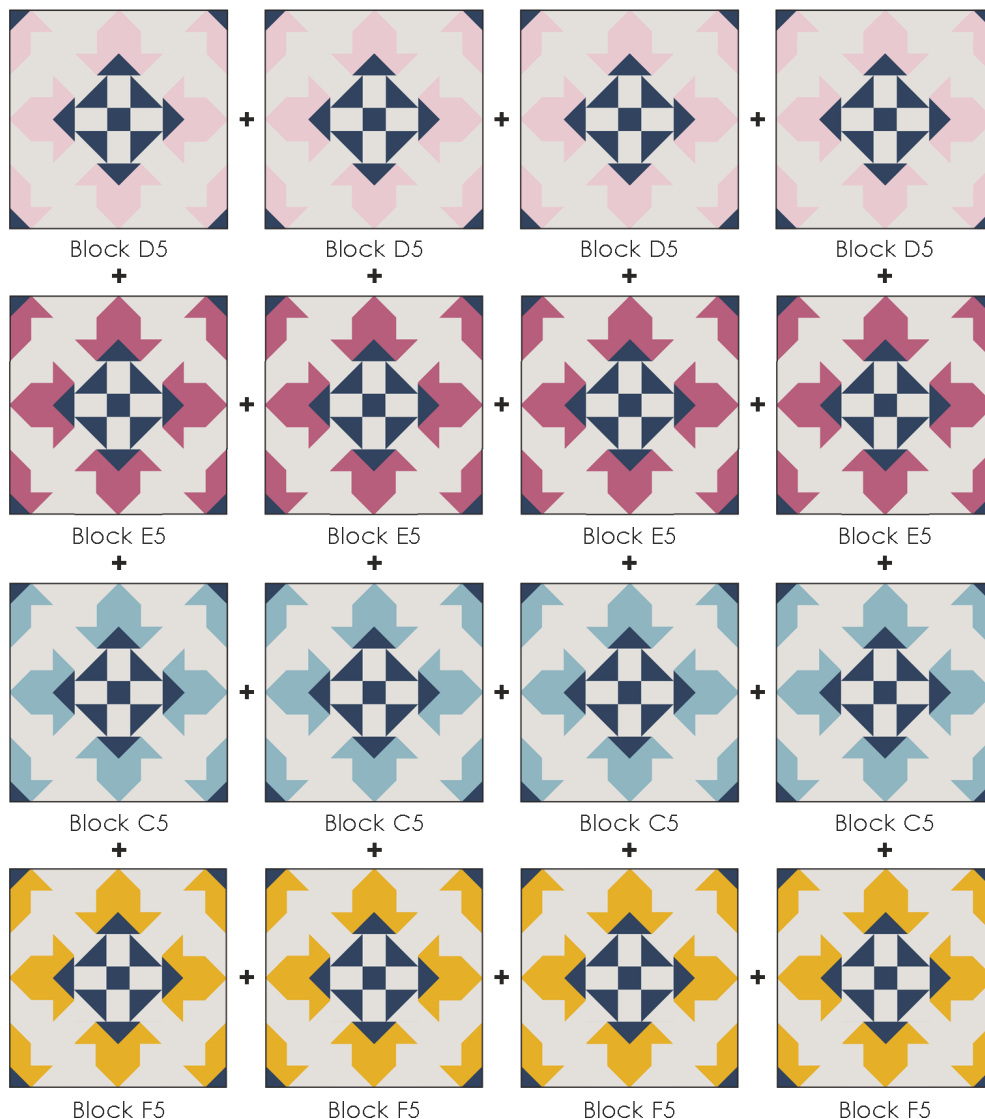 + + +
Block D5 Block D5 Block D5 Block D5
+ + + +
+ + +
Block E5 Block E5 Block E5 Block E5
+ + + +
+ + +
Block C5 Block C5 Block C5 Block C5
+ + + +
+ + +
Block F5 Block F5 Block F5 Block F5